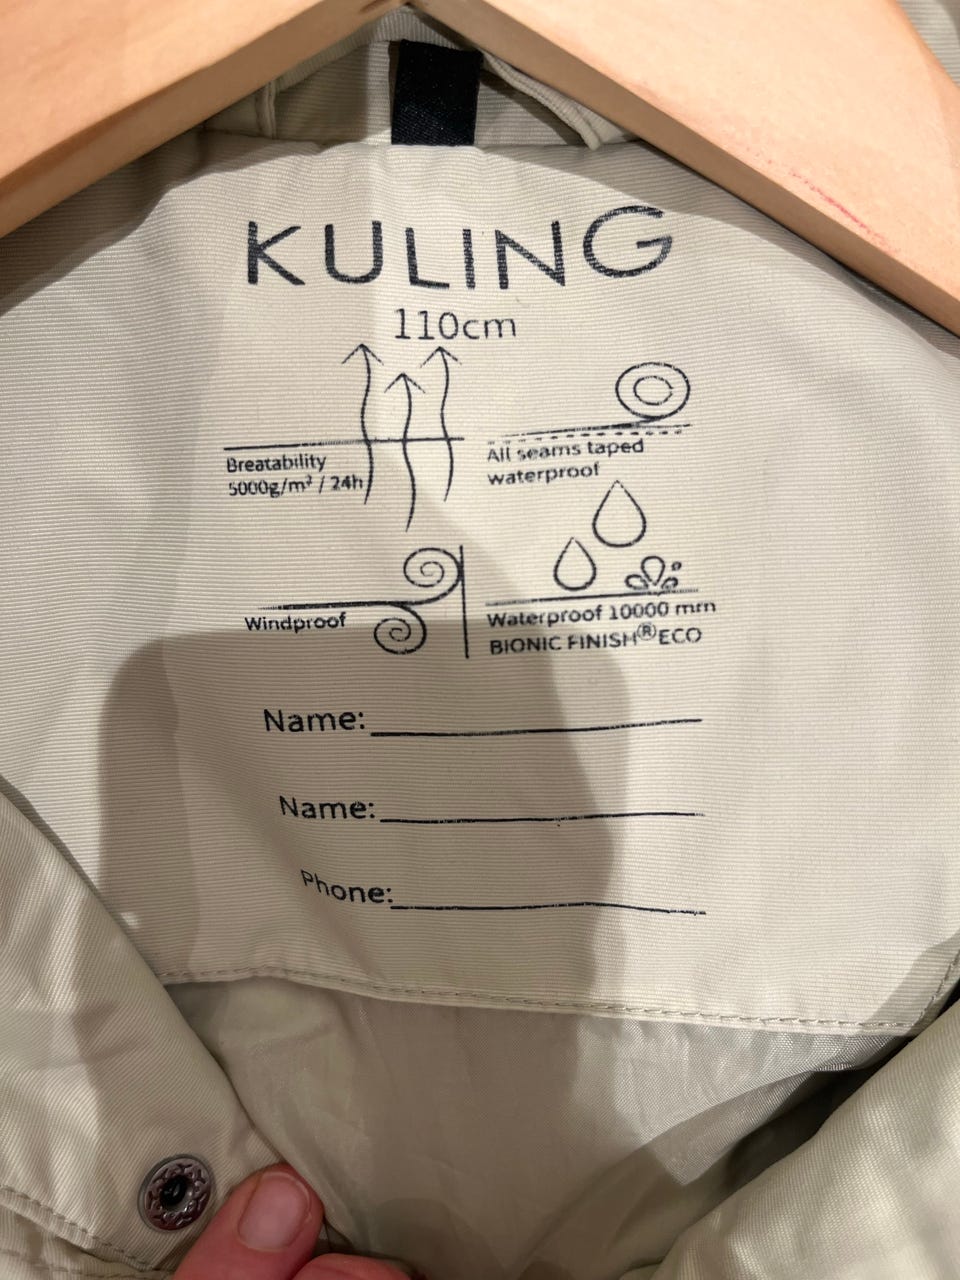 KULING
110cm
Breatability
5000g/m² / 24h
All seams taped
waterproof
Windproof
Waterproof 10000 mm
BIONIC FINISH®ECO
Name:
Name:
Phone: